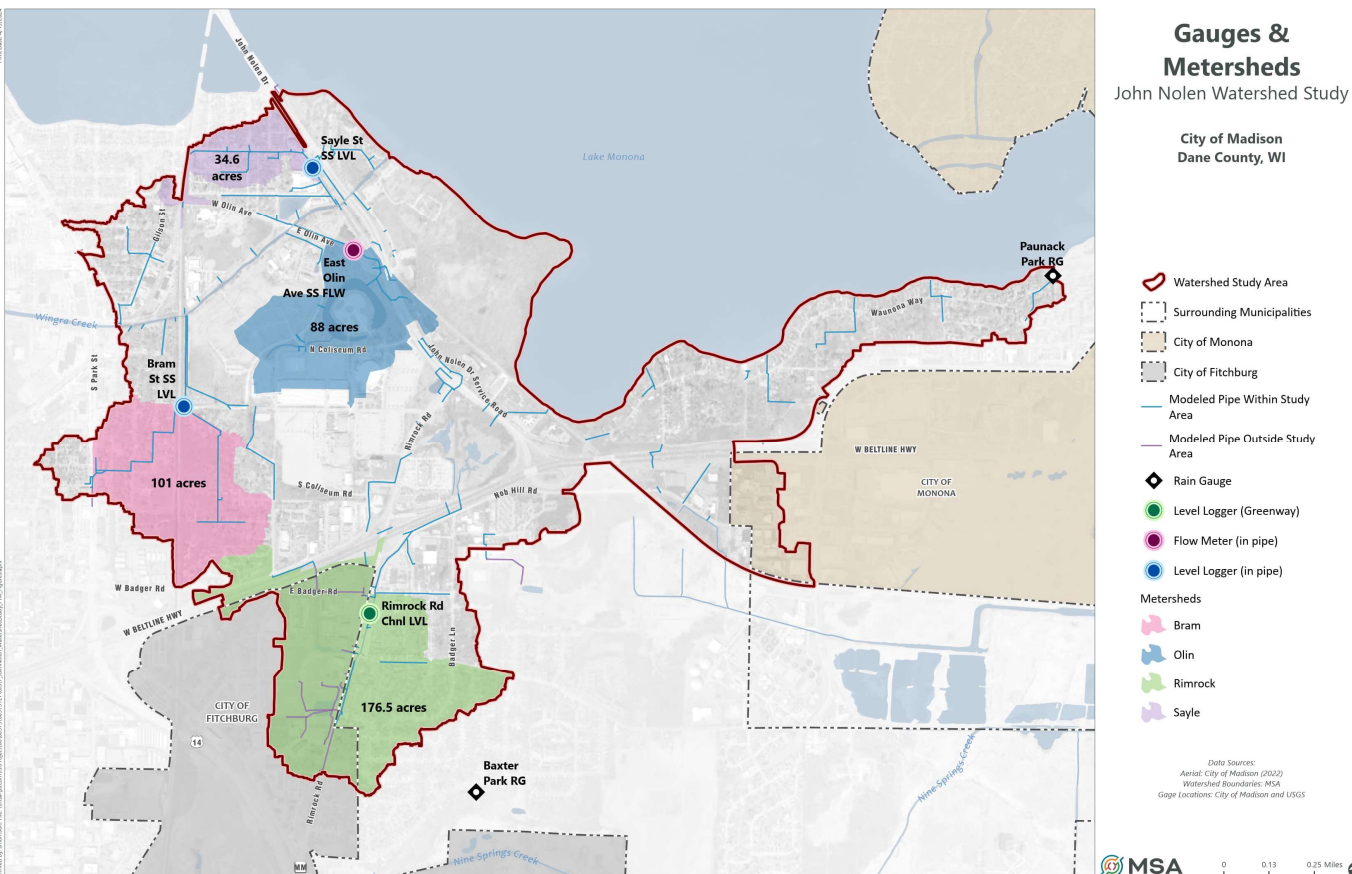 Gauges &
Metersheds
John Nolen Watershed Study
City of Madison
Dane County, WI
Watershed Study Area
Surrounding Municipalities
City of Monona
City of Fitchburg
Modeled Pipe Within Study
Area
Modeled Pipe Outside Study
Area
Rain Gauge
Level Logger (Greenway)
Flow Meter (in pipe)
Level Logger (in pipe)
Metersheds
Bram
Olin
Rimrock
Sayle
Data Sources:
Aerial: City of Madison (2022)
Watershed Boundaries: MSA
Gage Locations: City of Madison and USGS
MSA
0 0.13 0.25 Miles
John Nolen Dr
Sayle St
SS LVL
34.6
acres
Lake Monona
W Olin Ave
Gilson St
E Olin Ave
East
Olin
Ave SS FLW
88 acres
N Coliseum Rd
Wingra Creek
S Park St
Bram
St SS
LVL
John Nolen Dr Service Road
Rimrock Rd
101 acres
S Coliseum Rd
Nob Hill Rd
Waunona Way
Paunack
Park RG
W BELTLINE HWY
CITY OF
MONONA
W Badger Rd
E Badger Rd
W BELTLINE HWY
Rimrock Rd
Chnl LVL
Badger Ln
176.5 acres
CITY OF
FITCHBURG
14
Rimrock Rd
Baxter
Park RG
MM
Nine Springs Creek
Nine Springs Creek